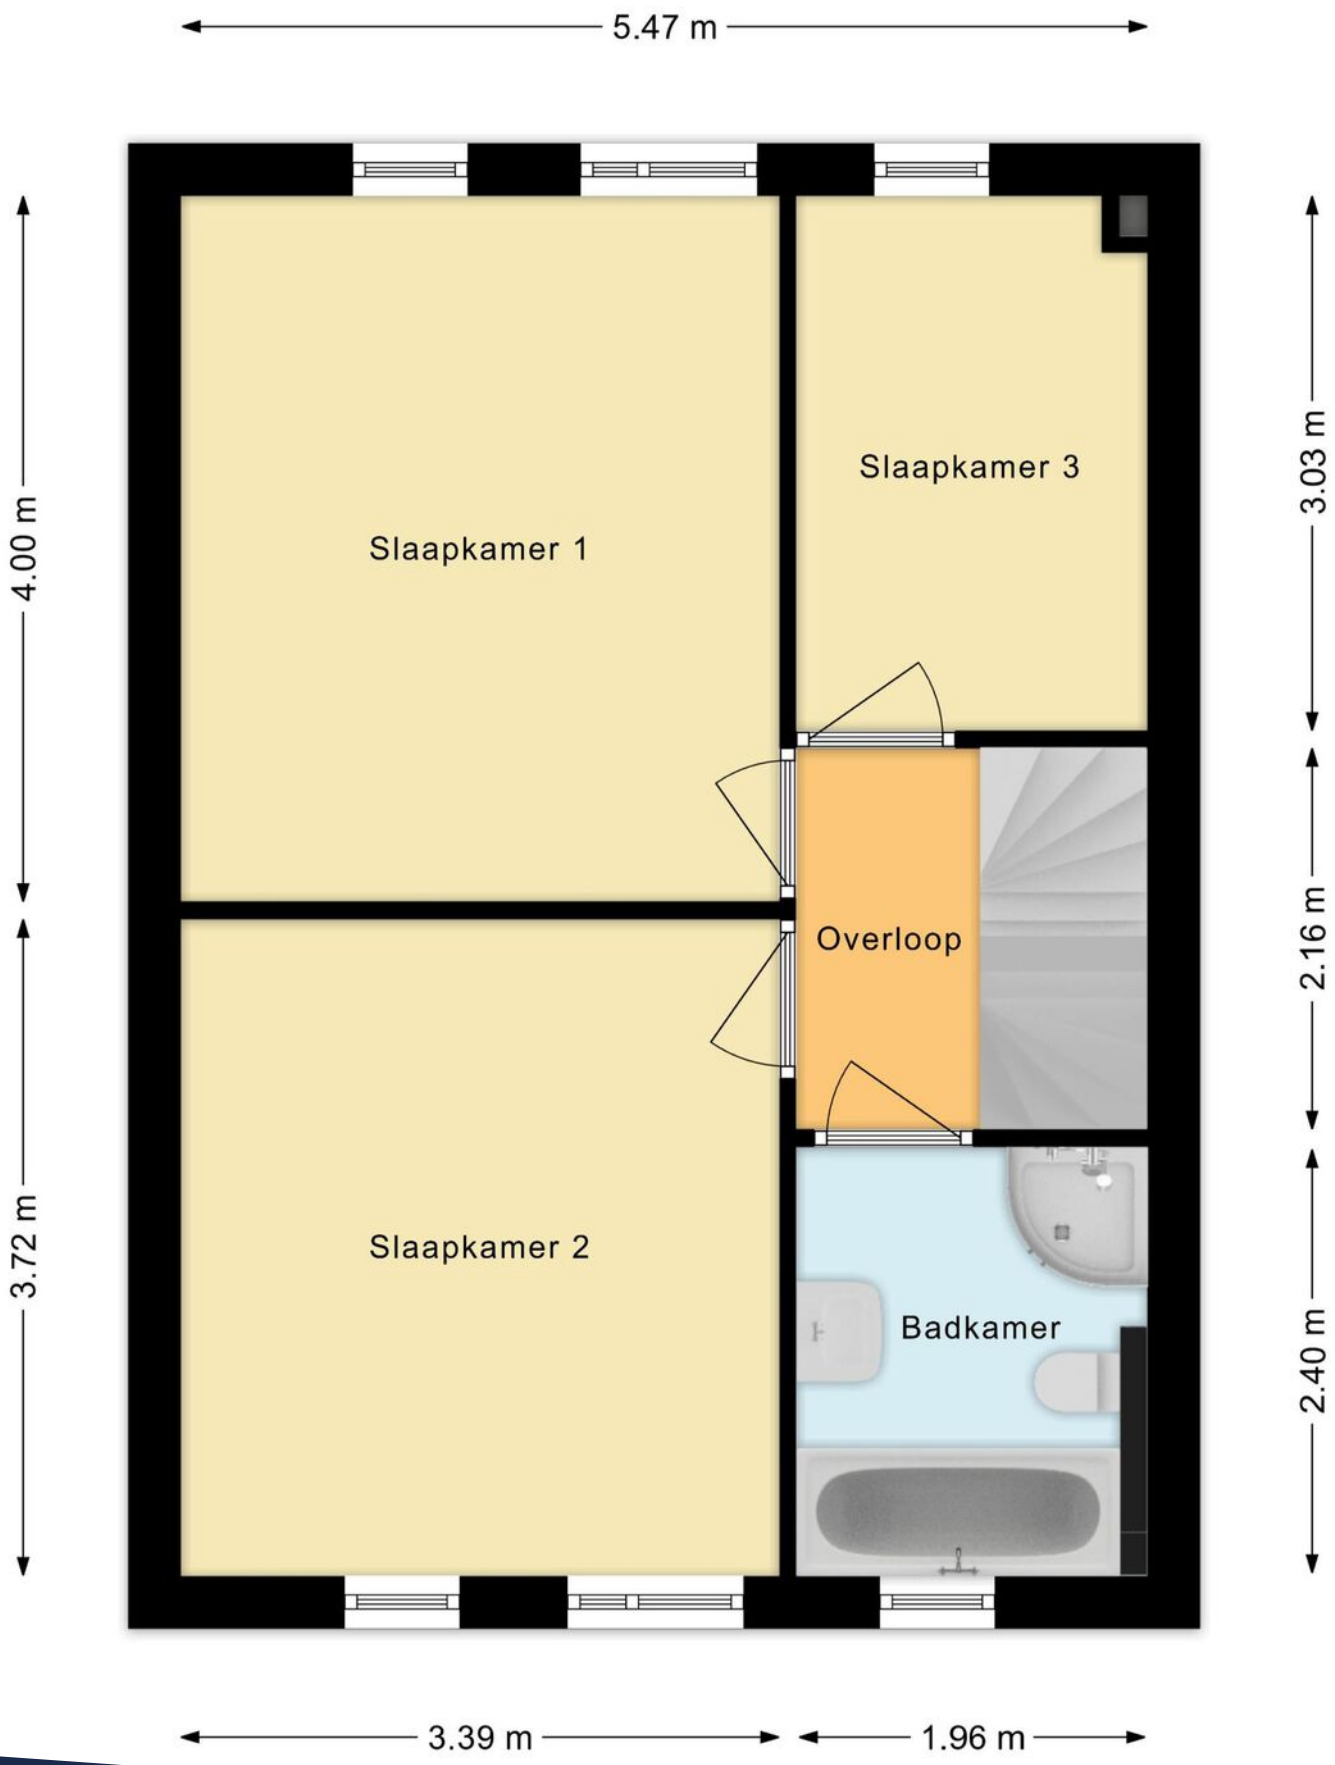 5.47 m
4.00 m
3.03 m
Slaapkamer 1
Slaapkamer 3
Overloop
2.16 m
Slaapkamer 2
3.72 m
Badkamer
2.40 m
3.39 m
1.96 m